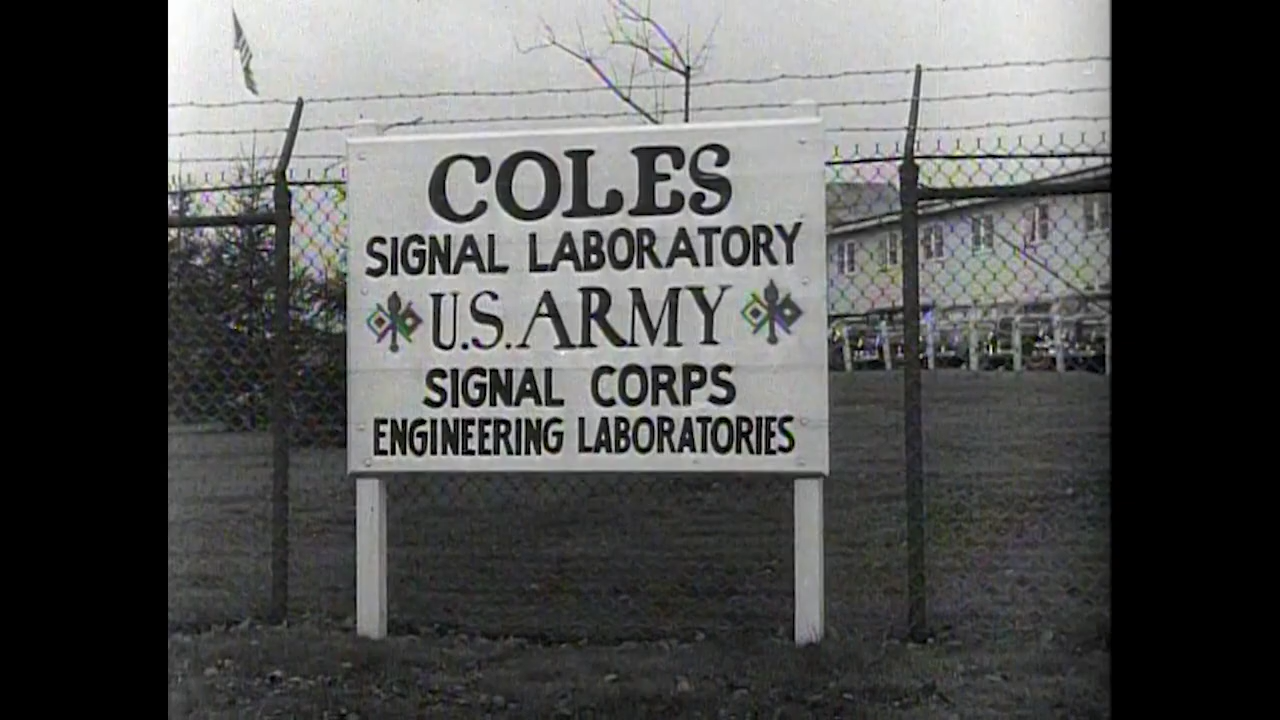 COLES
SIGNAL LABORATORY
U.S. ARMY
SIGNAL CORPS
ENGINEERING LABORATORIES